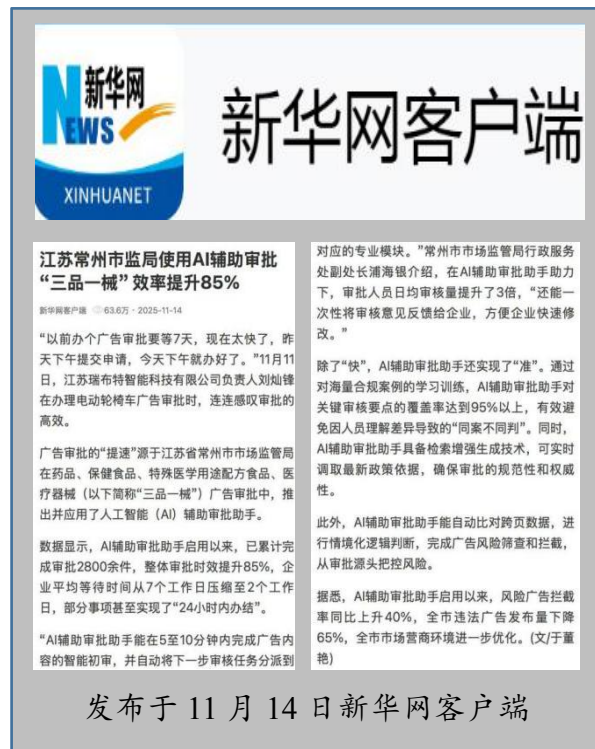 新华网
NEWS
XINHUANET
新华网客户端
江苏常州市监局使用AI辅助审批
“三品一械”效率提升85%
新华网客户端 63.6万 · 2025-11-14
“以前办个广告审批要等7天，现在太快了，昨
天下午提交申请，今天下午就办好了。”11月11
日，江苏瑞布特智能科技有限公司负责人刘灿锋
在办理电动轮椅车广告审批时，连连感叹审批的
高效。
广告审批的“提速”源于江苏省常州市市场监管局
在药品、保健食品、特殊医学用途配方食品、医
疗器械（以下简称“三品一械”）广告审批中，推
出并应用了人工智能（AI）辅助审批助手。
数据显示，AI辅助审批助手启用以来，已累计完
成审批2800余件，整体审批时效提升85%，企
业平均等待时间从7个工作日压缩至2个工作
日，部分事项甚至实现了“24小时内办结”。
“AI辅助审批助手能在5至10分钟内完成广告内
容的智能初审，并自动将下一步审核任务分派到
对应的专业模块。”常州市市场监管局行政服务
处副处长浦海银介绍，在AI辅助审批助手助力
下，审批人员日均审核量提升了3倍，“还能一
次性将审核意见反馈给企业，方便企业快速修
改。”
除了“快”，AI辅助审批助手还实现了“准”。通过
对海量合规案例的学习训练，AI辅助审批助手对
关键审核要点的覆盖率达到95%以上，有效避
免因人员理解差异导致的“同案不同判”。同时，
AI辅助审批助手具备检索增强生成技术，可实时
调取最新政策依据，确保审批的规范性和权威
性。
此外，AI辅助审批助手能自动比对跨页数据，进
行情境化逻辑判断，完成广告风险筛查和拦截，
从审批源头把控风险。
据悉，AI辅助审批助手启用以来，风险广告拦截
率同比上升40%，全市违法广告发布量下降
65%，全市市场营商环境进一步优化。(文/于董
艳)
发布于 11 月 14 日新华网客户端